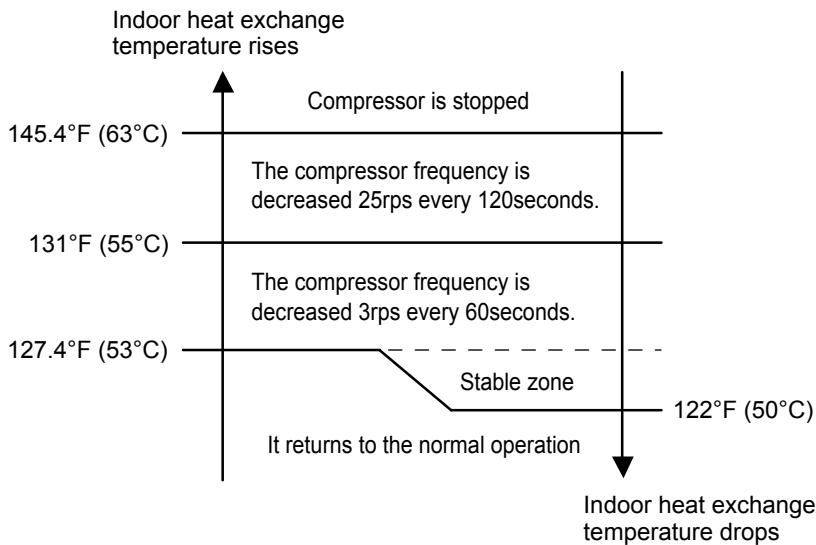 Indoor heat exchange
temperature rises
Compressor is stopped
145.4°F (63°C)
The compressor frequency is
decreased 25rps every 120seconds.
131°F (55°C)
The compressor frequency is
decreased 3rps every 60seconds.
127.4°F (53°C)
Stable zone
122°F (50°C)
It returns to the normal operation
Indoor heat exchange
temperature drops